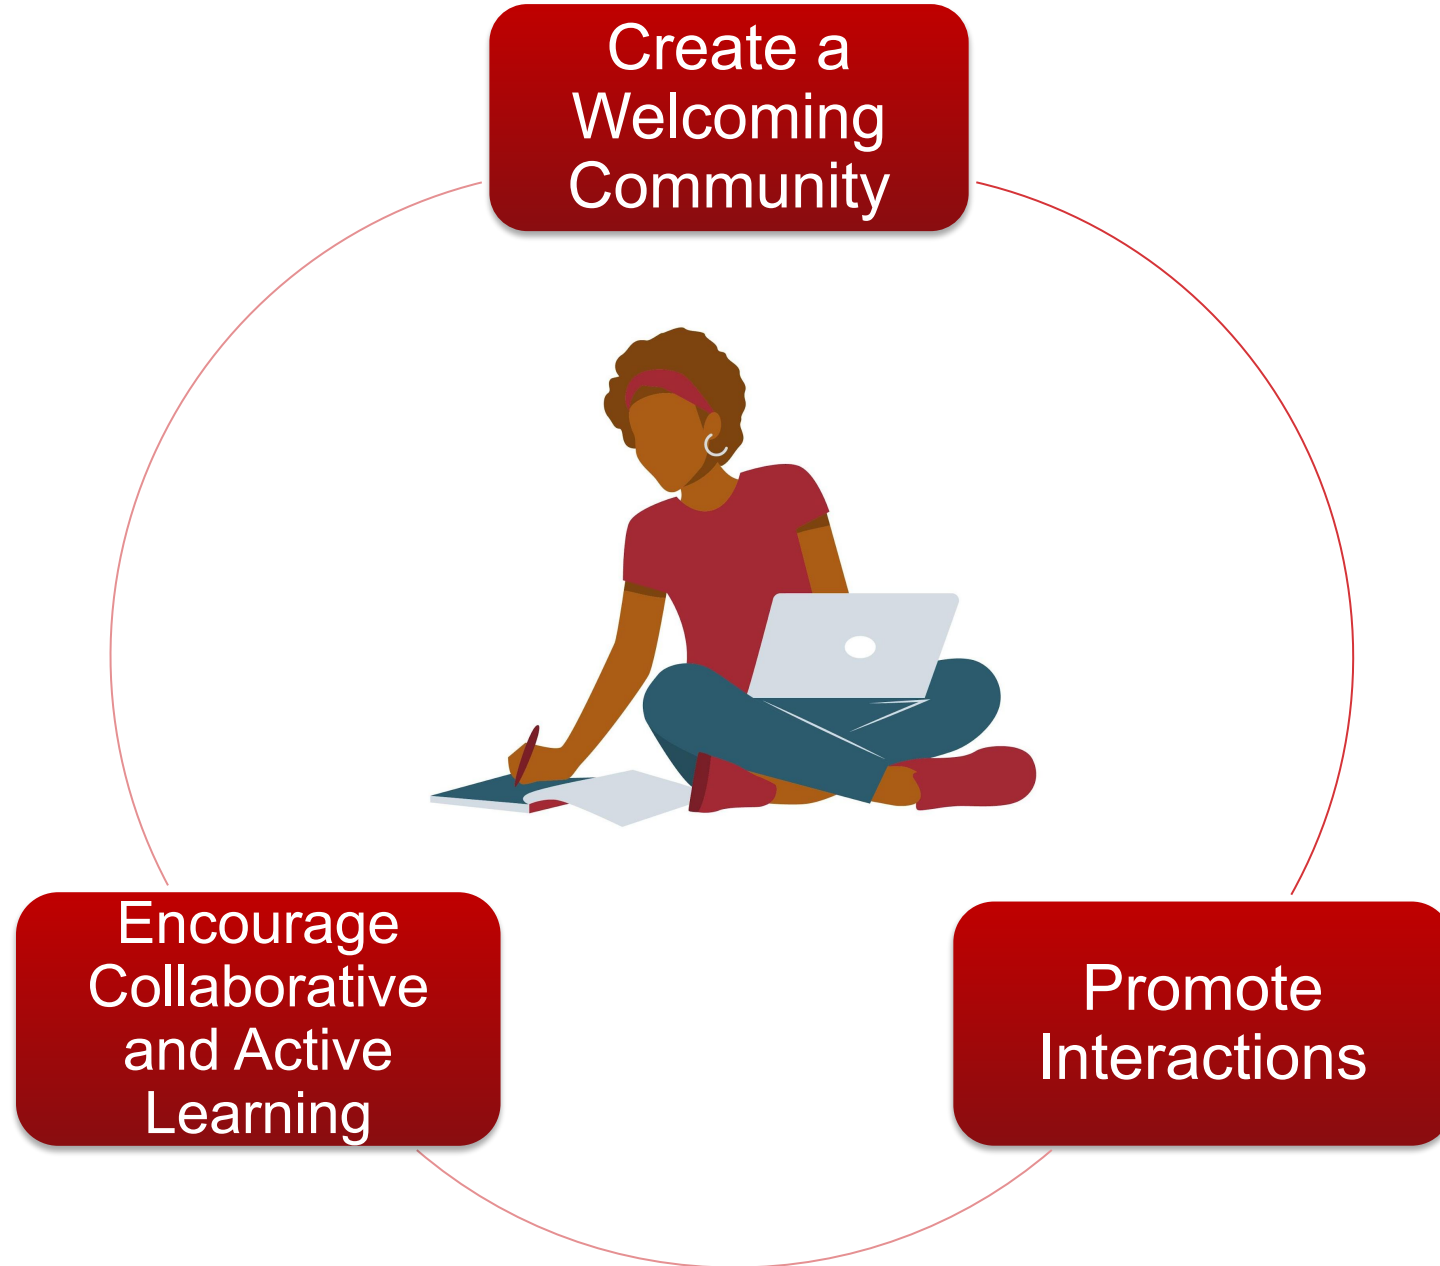 Create a
Welcoming
Community
Encourage
Collaborative
and Active
Learning
Promote
Interactions